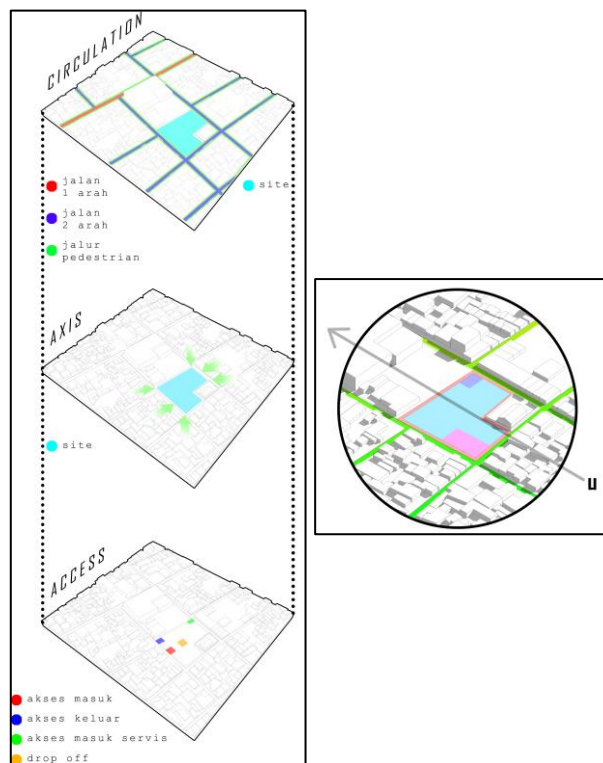 CIRCULATION
jalan
1 arah
site
jalan
2 arah
jalur
pedestrian
AXIS
site
ACCESS
akses masuk
akses keluar
akses masuk servis
drop off
u